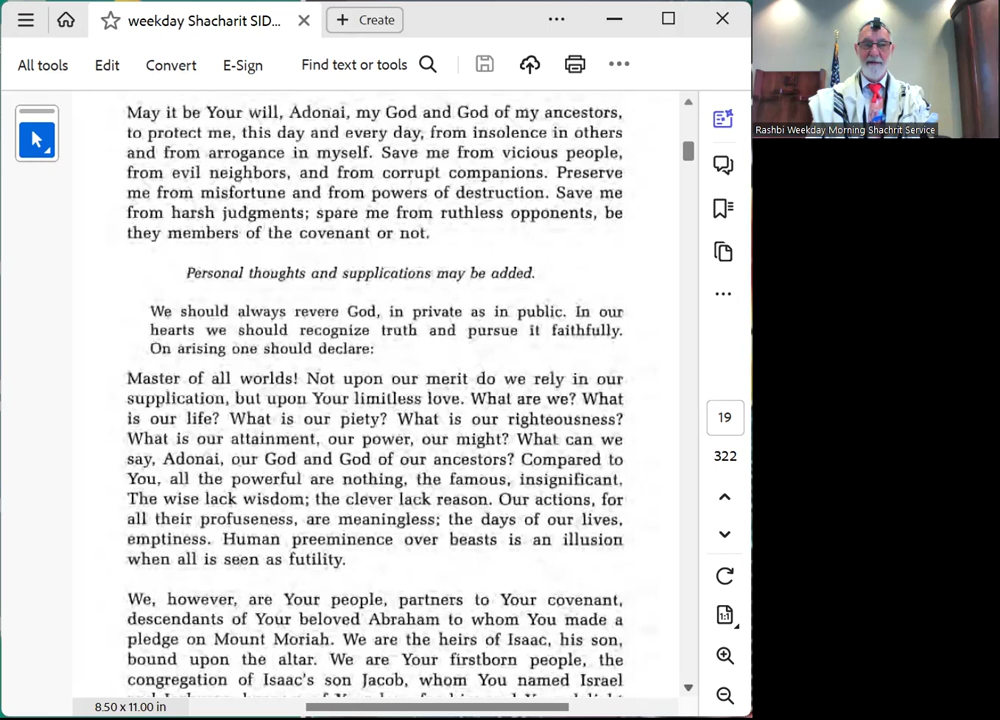 weekday Shacharit SID...
Create
All tools
Edit
Convert
E-Sign
Find text or tools
May it be Your will, Adonai, my God and God of my ancestors,
to protect me, this day and every day, from insolence in others
and from arrogance in myself. Save me from vicious people,
from evil neighbors, and from corrupt companions. Preserve
me from misfortune and from powers of destruction. Save me
from harsh judgments; spare me from ruthless opponents, be
they members of the covenant or not.
Personal thoughts and supplications may be added.
We should always revere God, in private as in public. In our
hearts we should recognize truth and pursue it faithfully.
On arising one should declare:
Master of all worlds! Not upon our merit do we rely in our
supplication, but upon Your limitless love. What are we? What
is our life? What is our piety? What is our righteousness?
What is our attainment, our power, our might? What can we
say, Adonai, our God and God of our ancestors? Compared to
You, all the powerful are nothing, the famous, insignificant,
The wise lack wisdom; the clever lack reason. Our actions, for
all their profuseness, are meaningless; the days of our lives,
emptiness. Human preeminence over beasts is an illusion
when all is seen as futility.
We, however, are Your people, partners to Your covenant,
descendants of Your beloved Abraham to whom You made a
pledge on Mount Moriah. We are the heirs of Isaac, his son,
bound upon the altar. We are Your firstborn people, the
congregation of Isaac's son Jacob, whom You named Israel
8.50 x 11.00 in
19
322
1:1
Rashbi Weekday Morning Shachrit Service